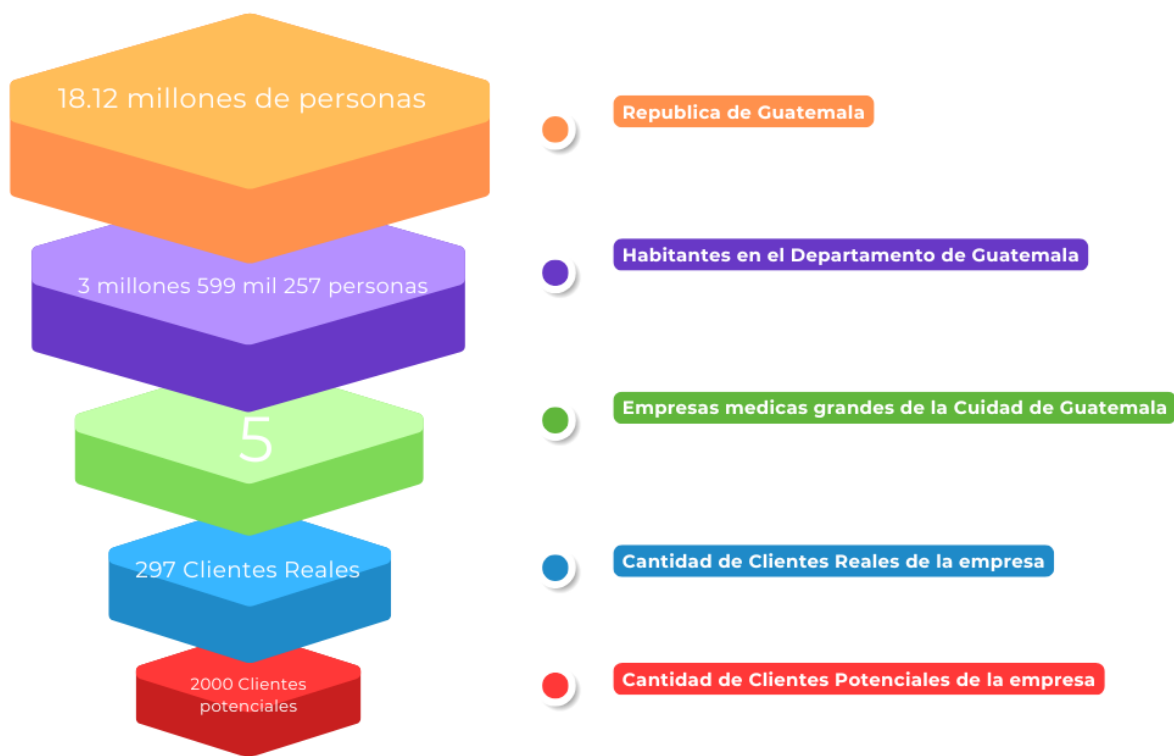 18.12 millones de personas
Republica de Guatemala
3 millones 599 mil 257 personas
Habitantes en el Departamento de Guatemala
5
Empresas medicas grandes de la Cuidad de Guatemala
297 Clientes Reales
Cantidad de Clientes Reales de la empresa
2000 Clientes
potenciales
Cantidad de Clientes Potenciales de la empresa